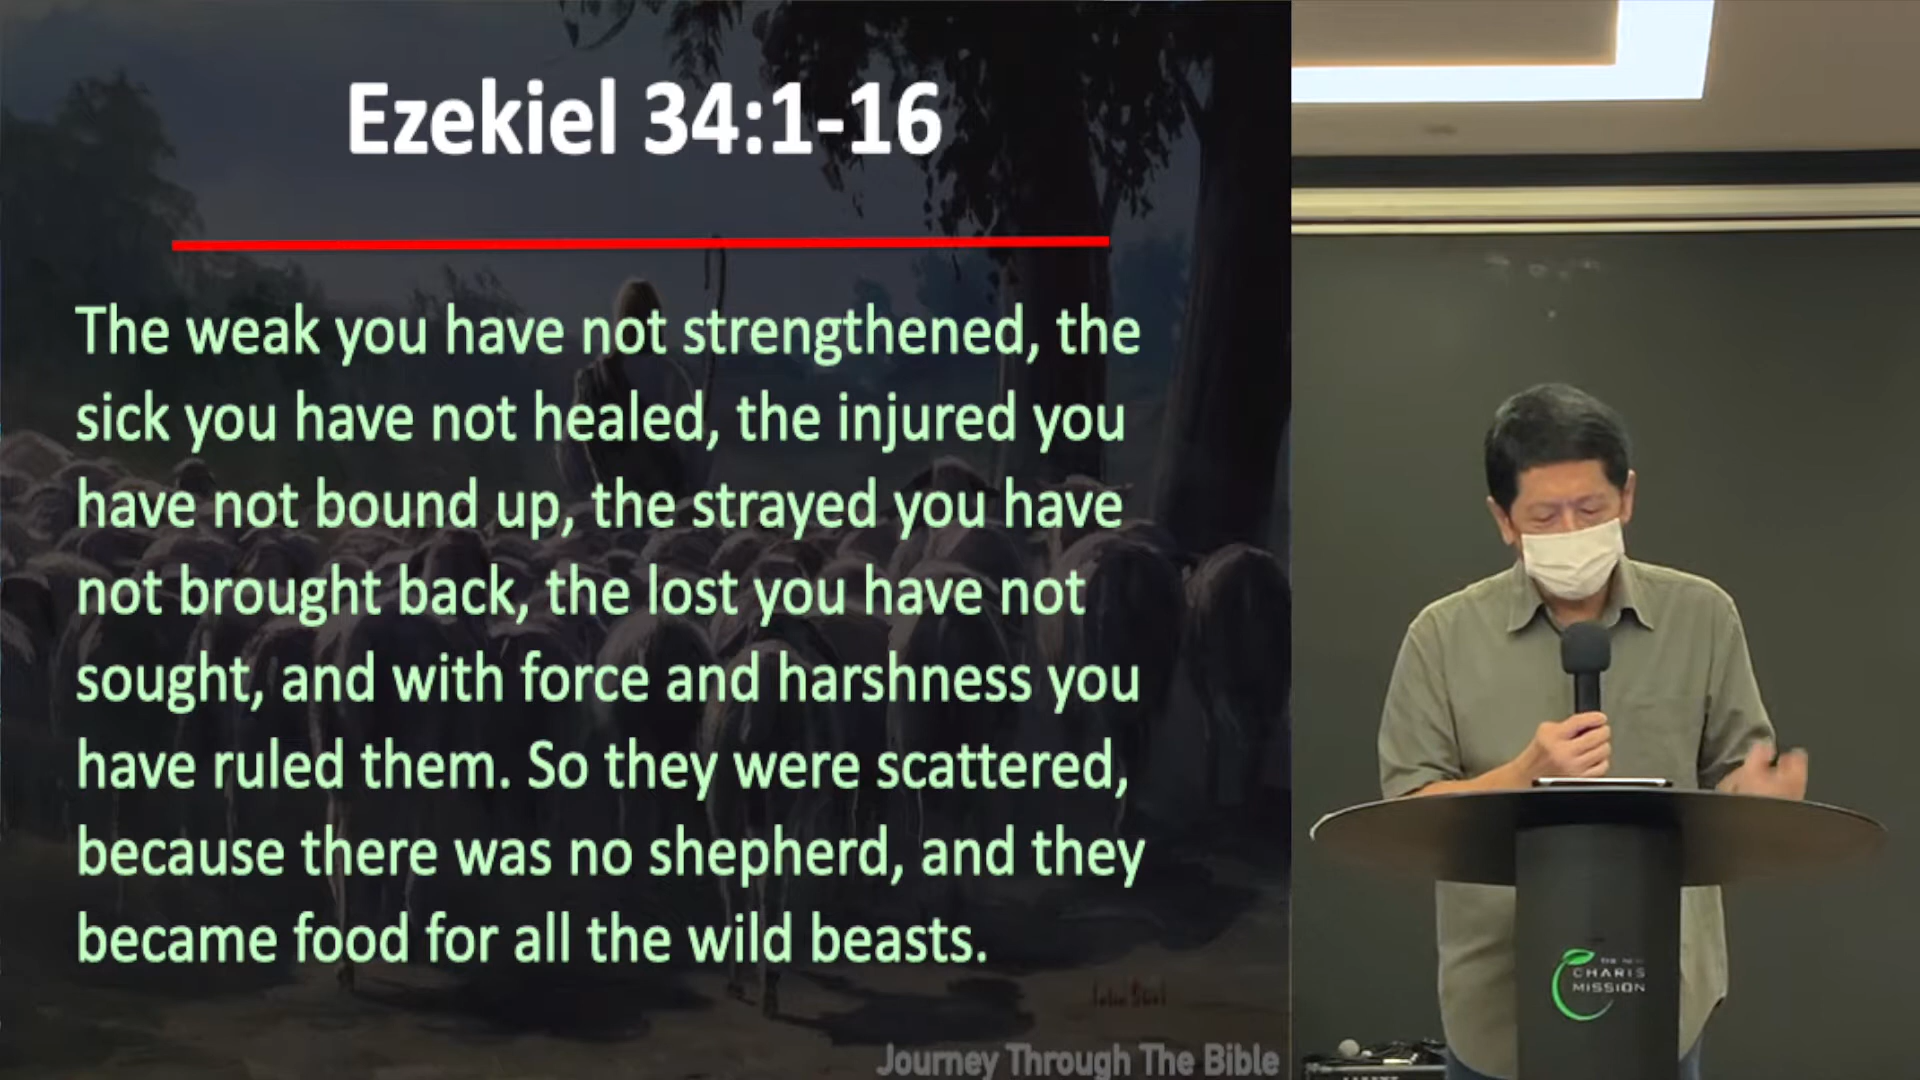 Ezekiel 34:1-16
The weak you have not strengthened, the
sick you have not healed, the injured you
have not bound up, the strayed you have
not brought back, the lost you have not
sought, and with force and harshness you
have ruled them. So they were scattered,
because there was no shepherd, and they
became food for all the wild beasts.
Journey Through The Bible
THE NEW
CHARIS
MISSION